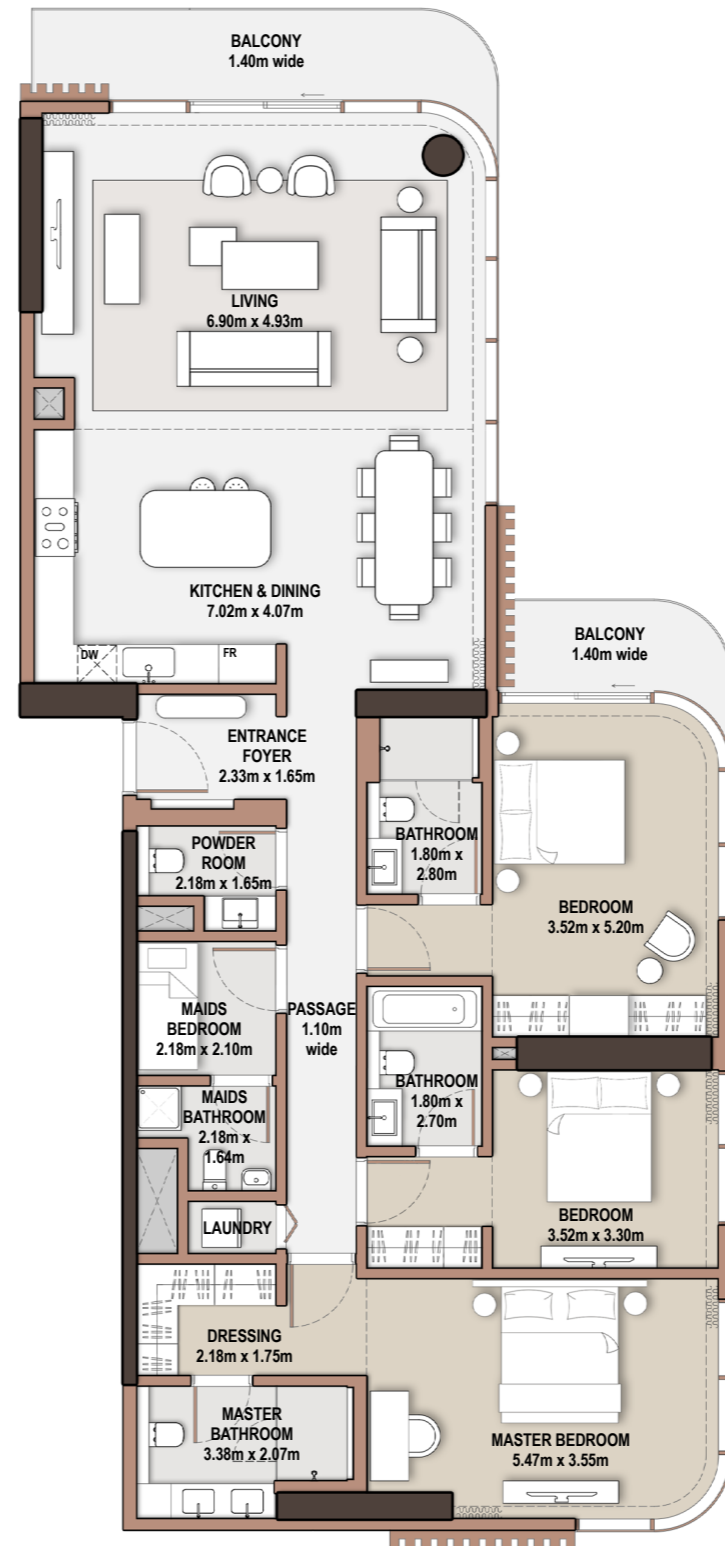 BALCONY
1.40m wide
LIVING
6.90m x 4.93m
KITCHEN & DINING
7.02m x 4.07m
DW
FR
BALCONY
1.40m wide
ENTRANCE
FOYER
2.33m x 1.65m
BATHROOM
1.80m x
2.80m
POWDER
ROOM
2.18m x 1.65m
BEDROOM
3.52m x 5.20m
MAIDS
BEDROOM
2.18m x 2.10m
PASSAGE
1.10m
wide
BATHROOM
1.80m x
2.70m
MAIDS
BATHROOM
2.18m x
1.64m
LAUNDRY
BEDROOM
3.52m x 3.30m
DRESSING
2.18m x 1.75m
MASTER
BATHROOM
3.38m x 2.07m
MASTER BEDROOM
5.47m x 3.55m